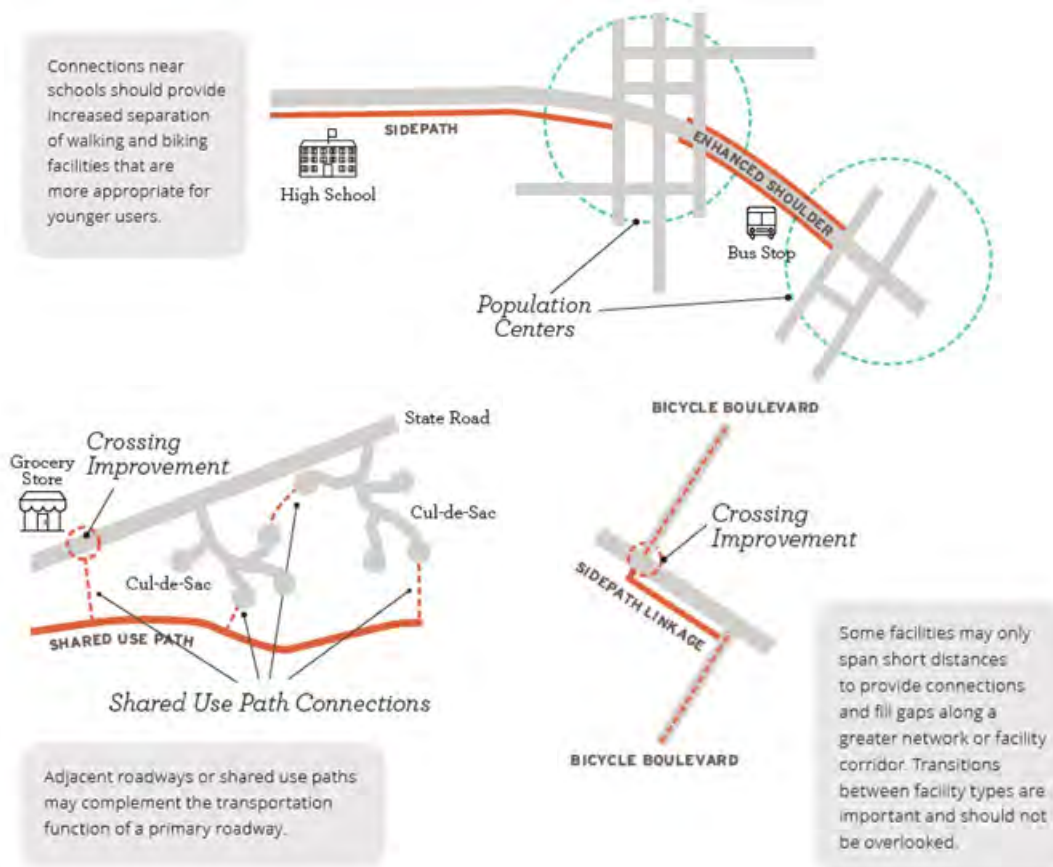 Connections near
schools should provide
increased separation
of walking and biking
facilities that are
more appropriate for
younger users.
SIDEPATH
High School
ENHANCED SHOULDER
Bus Stop
Population
Centers
State Road
Crossing
Improvement
Grocery
Store
Cul-de-Sac
Cul-de-Sac
SHARED USE PATH
Shared Use Path Connections
Adjacent roadways or shared use paths
may complement the transportation
function of a primary roadway.
BICYCLE BOULEVARD
Crossing
Improvement
SIDEPATH LINKAGE
BICYCLE BOULEVARD
Some facilities may only
span short distances
to provide connections
and fill gaps along a
greater network or facility
corridor. Transitions
between facility types are
important and should not
be overlooked.